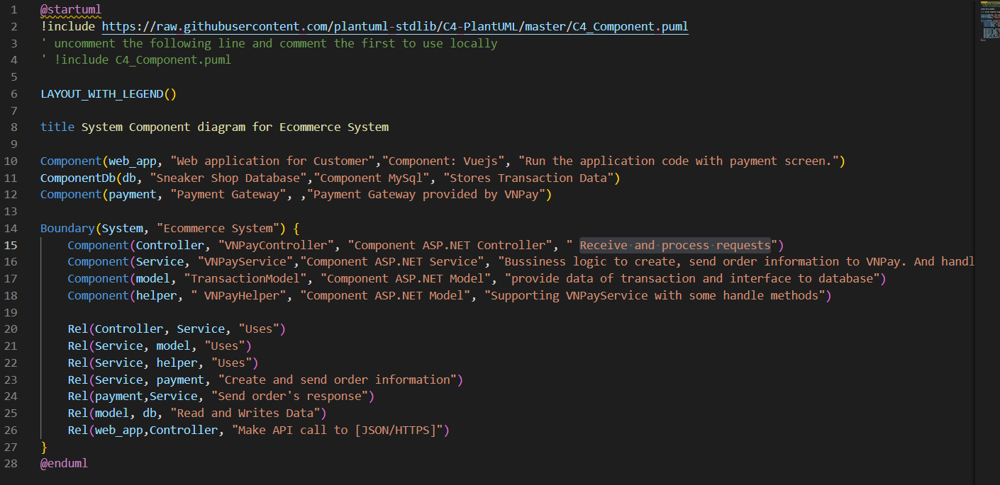 1 @startuml
2 !include https://raw.githubusercontent.com/plantuml-stdlib/C4-PlantUML/master/C4_Component.puml
3 ' uncomment the following line and comment the first to use locally
4 ' !include C4_Component.puml
5
6 LAYOUT_WITH_LEGEND()
7
8 title System Component diagram for Ecommerce System
9
10 Component(web_app, "Web application for Customer","Component: Vuejs", "Run the application code with payment screen.")
11 ComponentDb(db, "Sneaker Shop Database","Component MySql", "Stores Transaction Data")
12 Component(payment, "Payment Gateway", ,"Payment Gateway provided by VNPay")
13
14 Boundary(System, "Ecommerce System") {
15 Component(Controller, "VNPayController", "Component ASP.NET Controller", " Receive and process requests")
16 Component(Service, "VNPayService","Component ASP.NET Service", "Bussiness logic to create, send order information to VNPay. And handl
17 Component(model, "TransactionModel", "Component ASP.NET Model", "provide data of transaction and interface to database")
18 Component(helper, " VNPayHelper", "Component ASP.NET Model", "Supporting VNPayService with some handle methods")
19
20 Rel(Controller, Service, "Uses")
21 Rel(Service, model, "Uses")
22 Rel(Service, helper, "Uses")
23 Rel(Service, payment, "Create and send order information")
24 Rel(payment,Service, "Send order's response")
25 Rel(model, db, "Read and Writes Data")
26 Rel(web_app,Controller, "Make API call to [JSON/HTTPS]")
27 }
28 @enduml